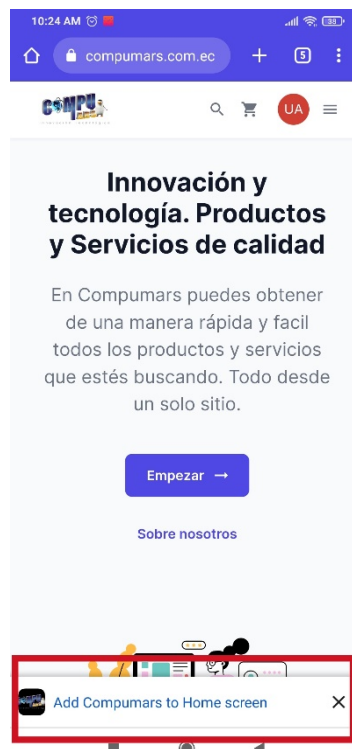 10:24 AM
38
compumars.com.ec
5
COMPU
UA
Innovación y
tecnología. Productos
y Servicios de calidad
En Compumars puedes obtener
de una manera rápida y facil
todos los productos y servicios
que estés buscando. Todo desde
un solo sitio.
Empezar →
Sobre nosotros
Add Compumars to Home screen